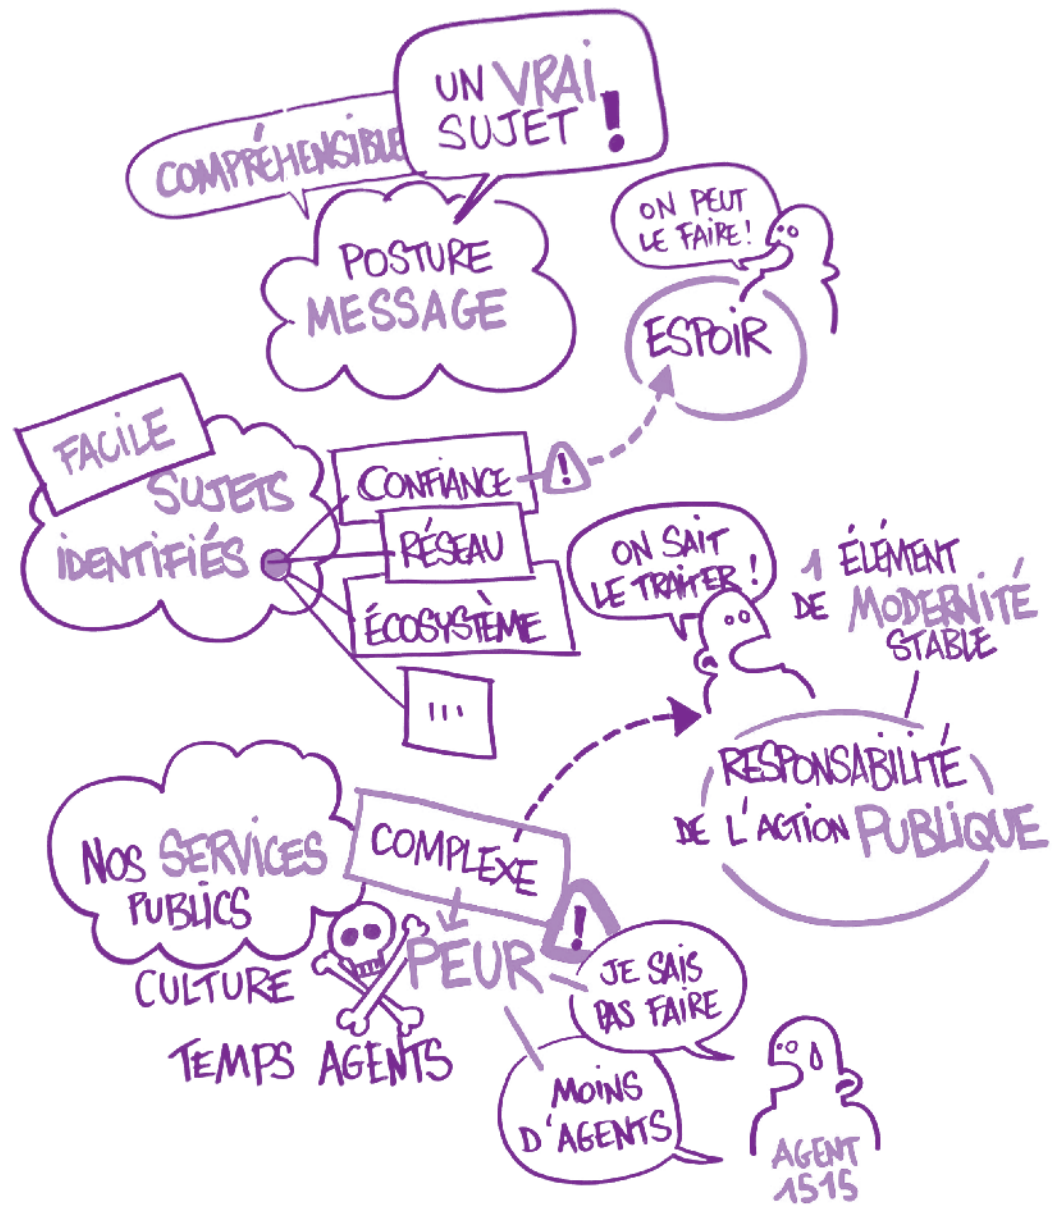 UN VRAI
SUJET !
COMPRÉHENSIBLE
POSTURE
MESSAGE
ON PEUT
LE FAIRE !
ESPOIR
FACILE
SUJETS
IDENTIFIÉS
CONFIANCE
!
RÉSEAU
ÉCOSYSTÈME
...
ON SAIT
LE TRAITER !
1 ÉLÉMENT
DE MODERNITÉ
STABLE
RESPONSABILITÉ
DE L'ACTION PUBLIQUE
NOS SERVICES
PUBLICS
COMPLEXE
!
PEUR
CULTURE
TEMPS AGENTS
JE SAIS
PAS FAIRE
MOINS
D'AGENTS
AGENT
1515